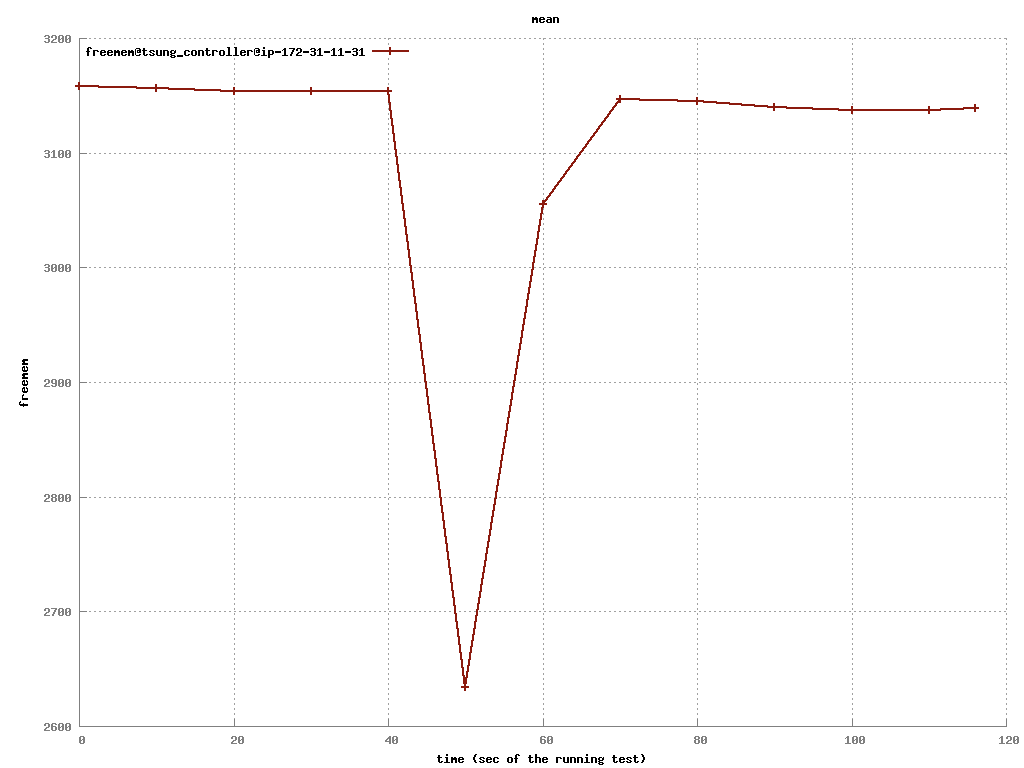 mean
freemem@tsung_controller@ip-172-31-11-31
3200
3100
3000
2900
2800
2700
2600
freemem
0 20 40 60 80 100 120
time (sec of the running test)